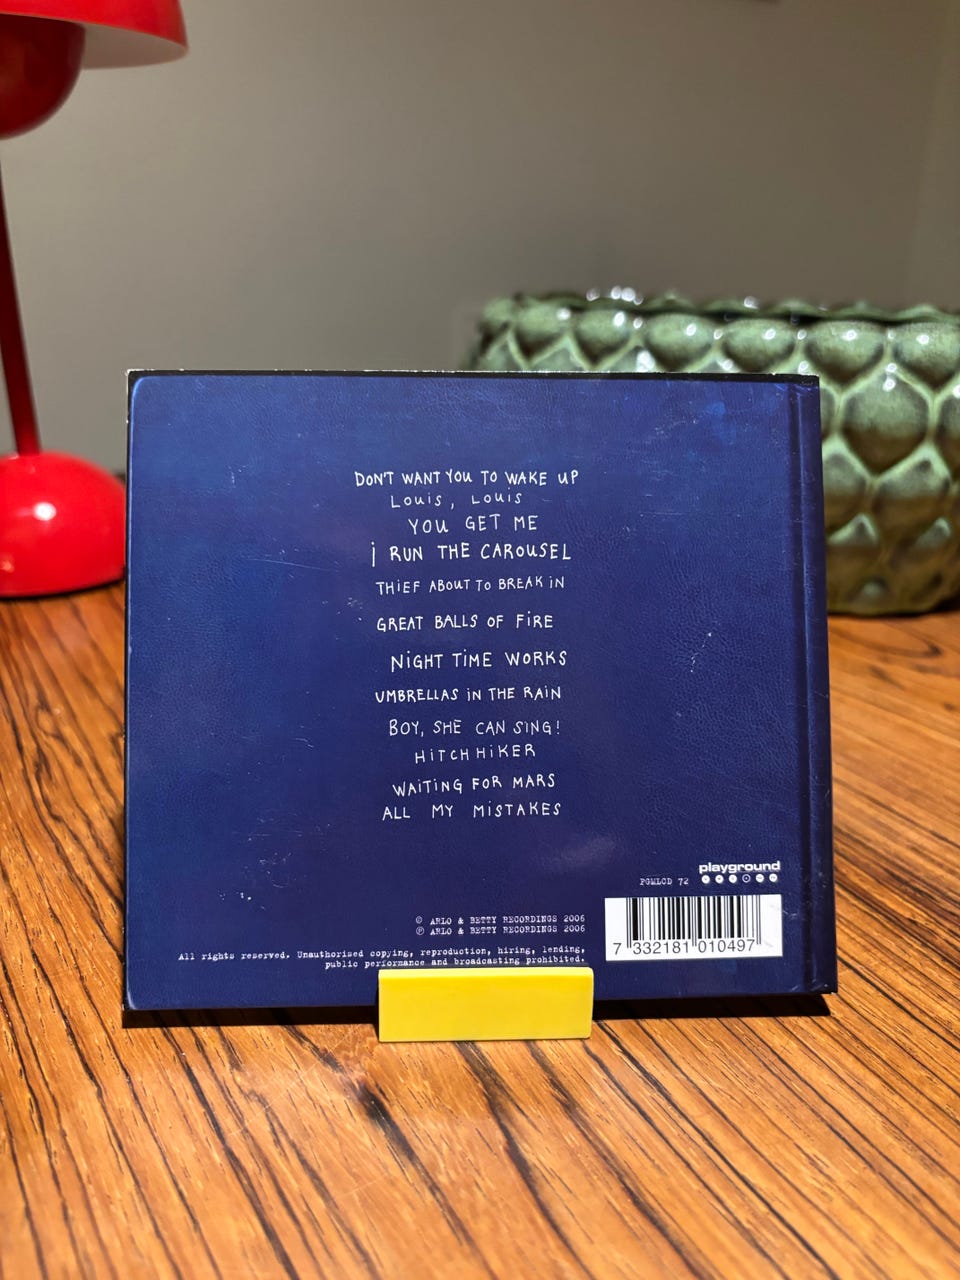 DON'T WANT YOU TO WAKE UP
LOUIS, LOUIS
YOU GET ME
i RUN THE CAROUSEL
THiEF ABOUT TO BREAK iN
GREAT BALLS OF FiRE
NiGHT TiME WORKS
UMBRELLAS iN THE RAiN
BOY, SHE CAN SiNG!
HiTCHHiKER
WAiTiNG FOR MARS
ALL MY MiSTAKES
playground
PGMLCD 72
© ARLO & BETTY RECORDINGS 2006
℗ ARLO & BETTY RECORDINGS 2006
All rights reserved. Unauthorised copying, reproduction, hiring, lending,
public performance and broadcasting prohibited.
7 332181 010497